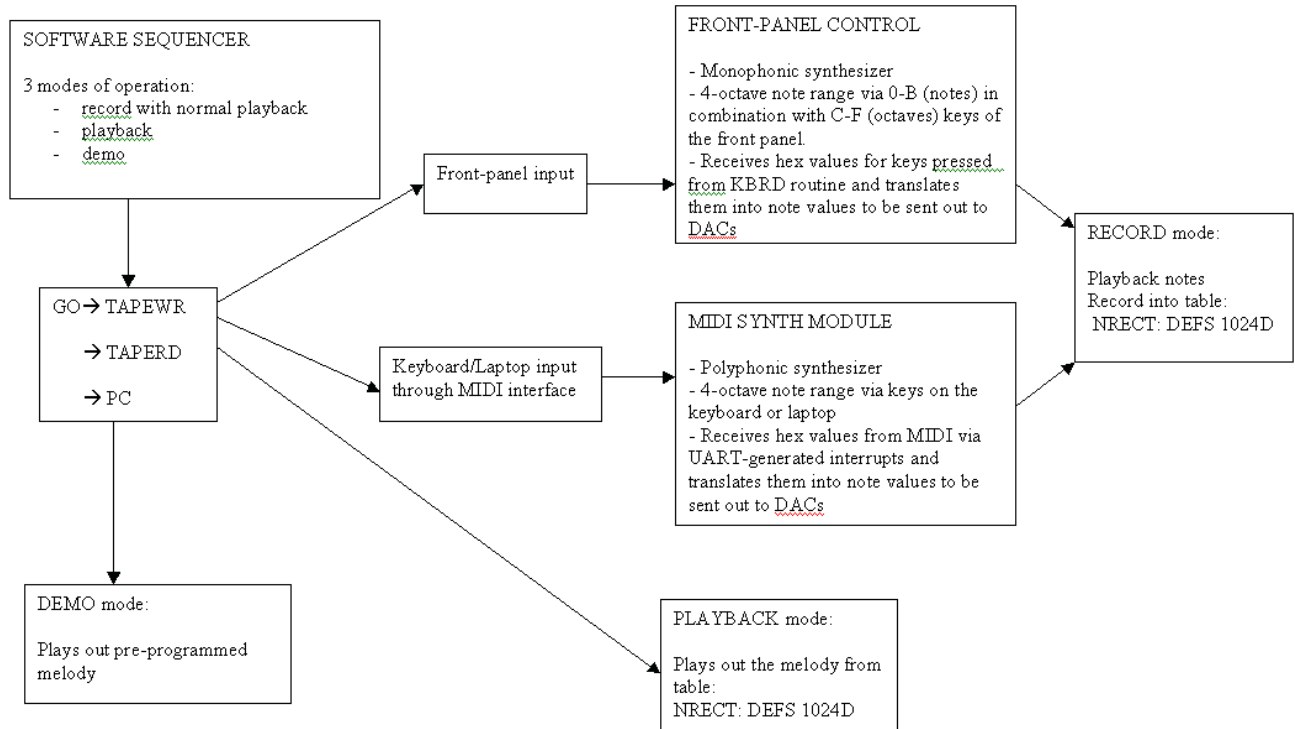 SOFTWARE SEQUENCER
3 modes of operation:
- record with normal playback
- playback
- demo
GO → TAPEWR
→ TAPERD
→ PC
DEMO mode:
Plays out pre-programmed
melody
Front-panel input
Keyboard/Laptop input
through MIDI interface
FRONT-PANEL CONTROL
- Monophonic synthesizer
- 4-octave note range via 0-B (notes) in
combination with C-F (octaves) keys of
the front panel.
- Receives hex values for keys pressed
from KBRD routine and translates
them into note values to be sent out to
DACs
MIDI SYNTH MODULE
- Polyphonic synthesizer
- 4-octave note range via keys on the
keyboard or laptop
- Receives hex values from MIDI via
UART-generated interrupts and
translates them into note values to be
sent out to DACs
PLAYBACK mode:
Plays out the melody from
table:
NRECT: DEFS 1024D
RECORD mode:
Playback notes
Record into table:
NRECT: DEFS 1024D